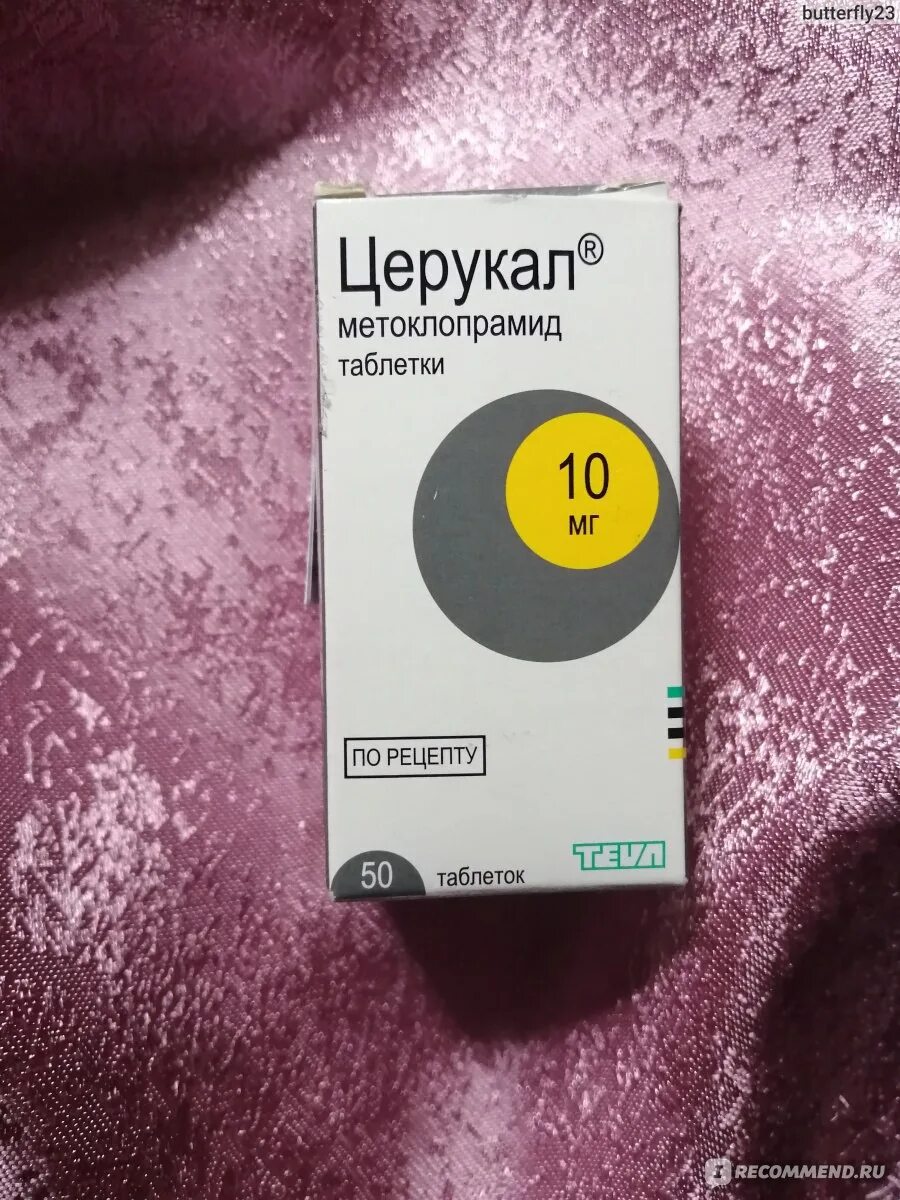 butterfly23
Церукал®
метоклопрамид
таблетки
10
мг
ПО РЕЦЕПТУ
TEVA
50 таблеток
RECOMMEND.RU